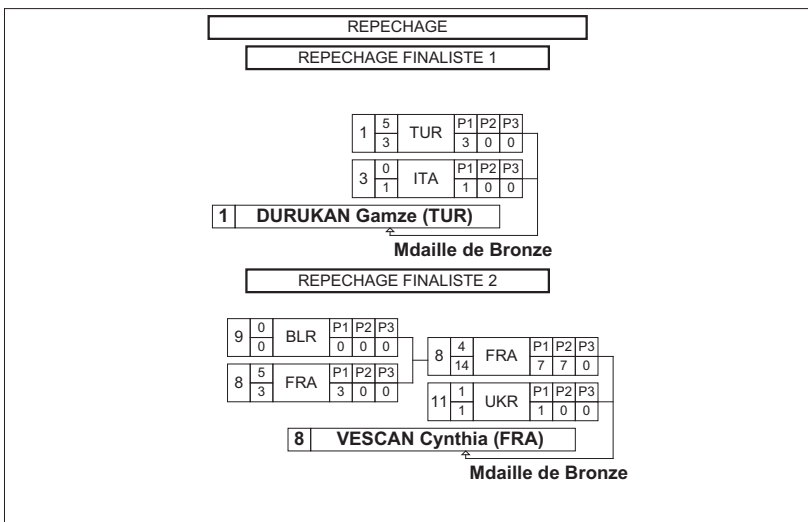 REPECHAGE
REPECHAGE FINALISTE 1
1 5 TUR P1 P2 P3
3 3 0 0
3 0 ITA P1 P2 P3
1 1 0 0
1 DURUKAN Gamze (TUR)
Mdaille de Bronze
REPECHAGE FINALISTE 2
9 0 BLR P1 P2 P3
0 0 0 0
8 5 FRA P1 P2 P3
3 3 0 0
8 4 FRA P1 P2 P3
14 7 7 0
11 1 UKR P1 P2 P3
1 1 0 0
8 VESCAN Cynthia (FRA)
Mdaille de Bronze